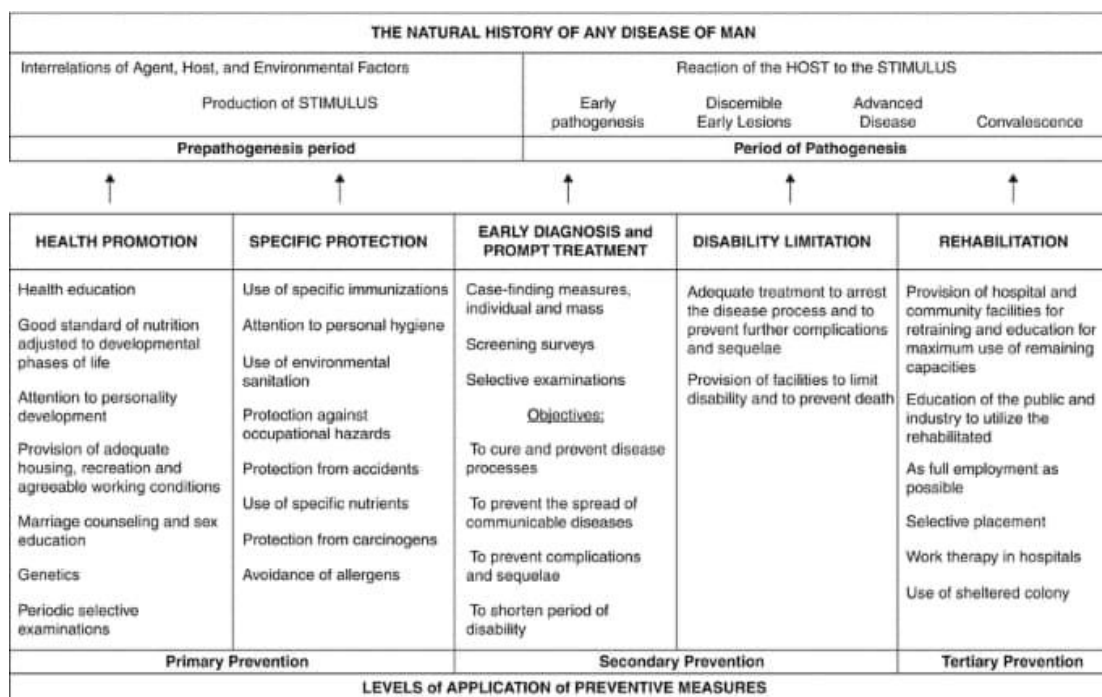 THE NATURAL HISTORY OF ANY DISEASE OF MAN
Interrelations of Agent, Host, and Environmental Factors
Production of STIMULUS
Reaction of the HOST to the STIMULUS
Early
pathogenesis
Discernible
Early Lesions
Advanced
Disease
Convalescence
Prepathogenesis period
Period of Pathogenesis
HEALTH PROMOTION
Health education
Good standard of nutrition
adjusted to developmental
phases of life
Attention to personality
development
Provision of adequate
housing, recreation and
agreeable working conditions
Marriage counseling and sex
education
Genetics
Periodic selective
examinations
SPECIFIC PROTECTION
Use of specific immunizations
Attention to personal hygiene
Use of environmental
sanitation
Protection against
occupational hazards
Protection from accidents
Use of specific nutrients
Protection from carcinogens
Avoidance of allergens
EARLY DIAGNOSIS and
PROMPT TREATMENT
Case-finding measures,
individual and mass
Screening surveys
Selective examinations
Objectives:
To cure and prevent disease
processes
To prevent the spread of
communicable diseases
To prevent complications
and sequelae
To shorten period of
disability
DISABILITY LIMITATION
Adequate treatment to arrest
the disease process and to
prevent further complications
and sequelae
Provision of facilities to limit
disability and to prevent death
REHABILITATION
Provision of hospital and
community facilities for
retraining and education for
maximum use of remaining
capacities
Education of the public and
industry to utilize the
rehabilitated
As full employment as
possible
Selective placement
Work therapy in hospitals
Use of sheltered colony
Primary Prevention
Secondary Prevention
Tertiary Prevention
LEVELS of APPLICATION of PREVENTIVE MEASURES